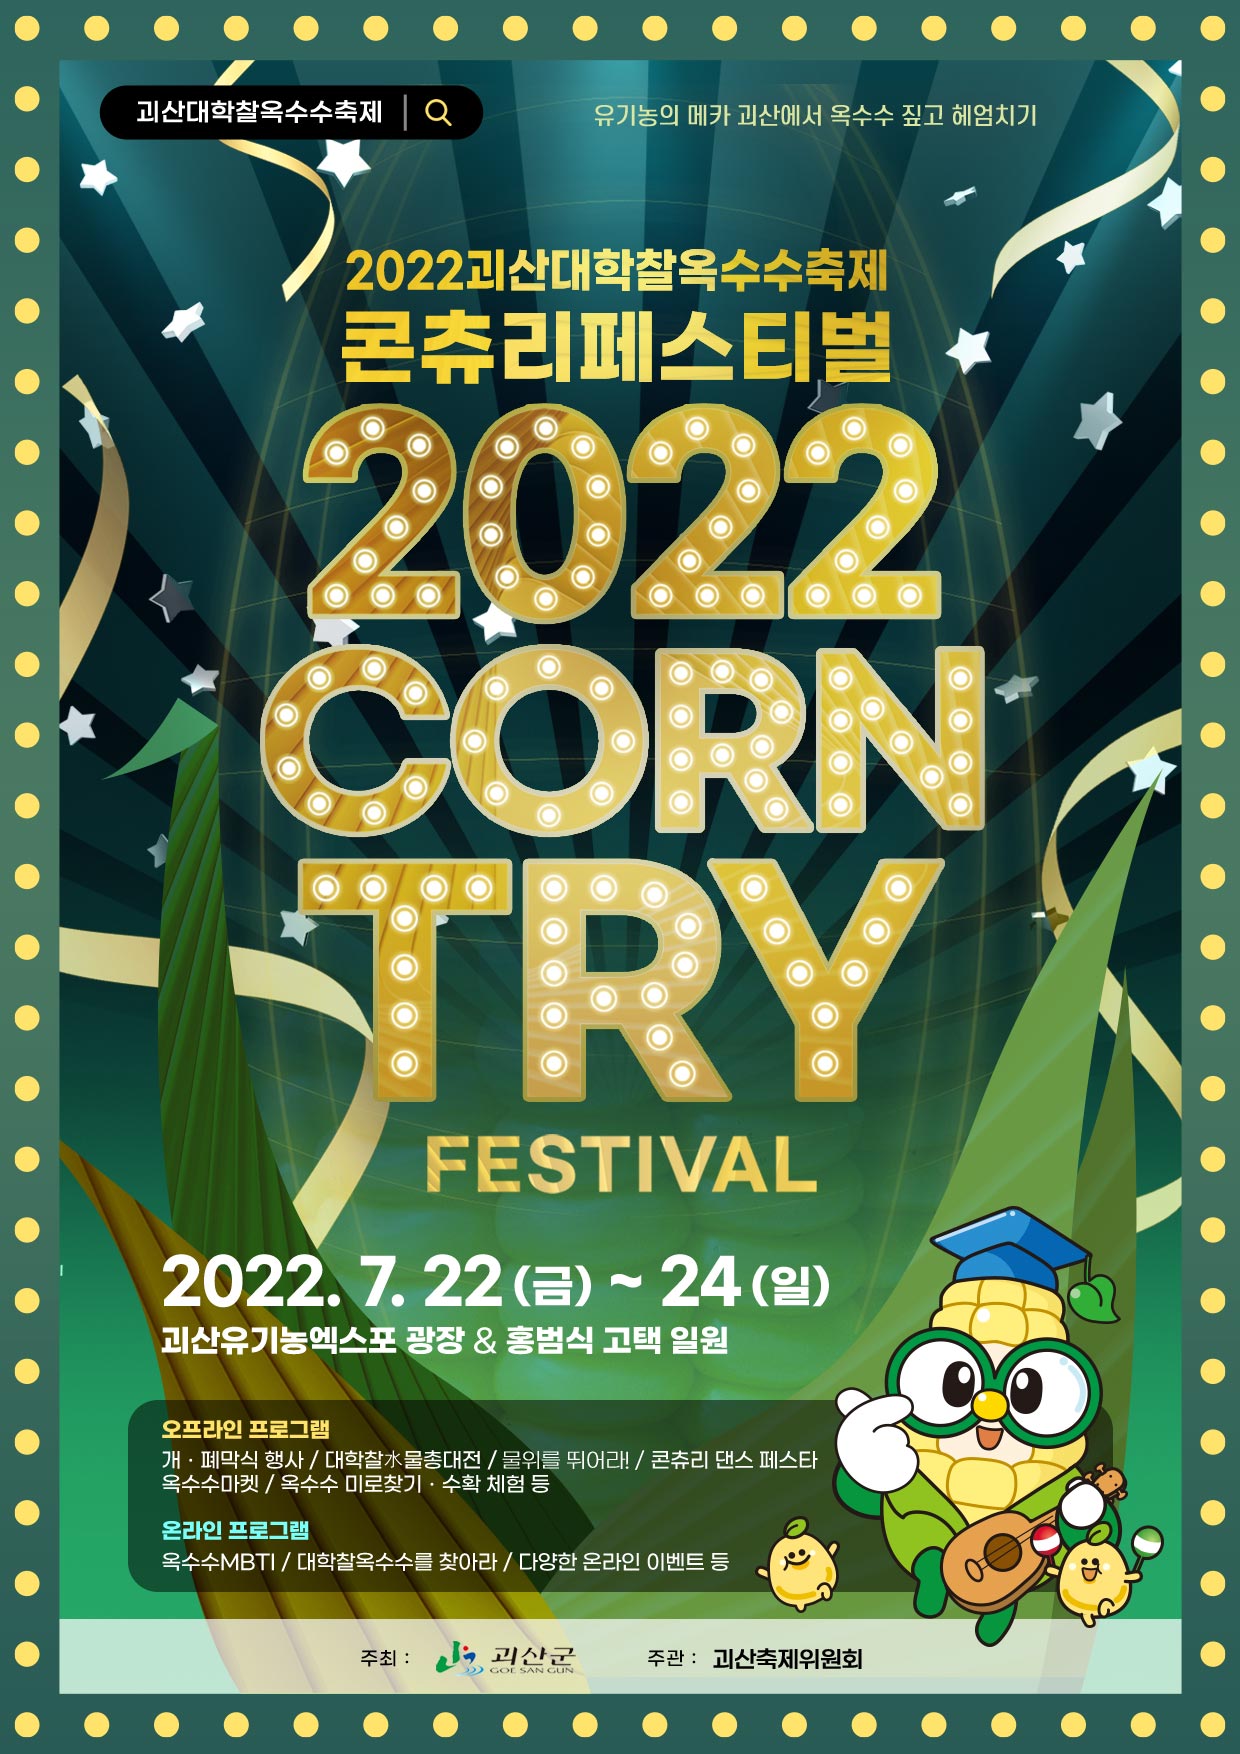 괴산대학찰옥수수축제
유기농의 메카 괴산에서 옥수수 짚고 헤엄치기
2022괴산대학찰옥수수축제
콘츄리페스티벌
2022
CORN
TRY
FESTIVAL
2022. 7. 22 (금) ~ 24 (일)
괴산유기농엑스포 광장 & 홍범식 고택 일원
오프라인 프로그램
개 · 폐막식 행사 / 대학찰水물총대전 / 물위를 뛰어라! / 콘츄리 댄스 페스타
옥수수마켓 / 옥수수 미로찾기 · 수확 체험 등
온라인 프로그램
옥수수MBTI / 대학찰옥수수를 찾아라 / 다양한 온라인 이벤트 등
주최 : 괴산군 GOE SAN GUN 주관 : 괴산축제위원회